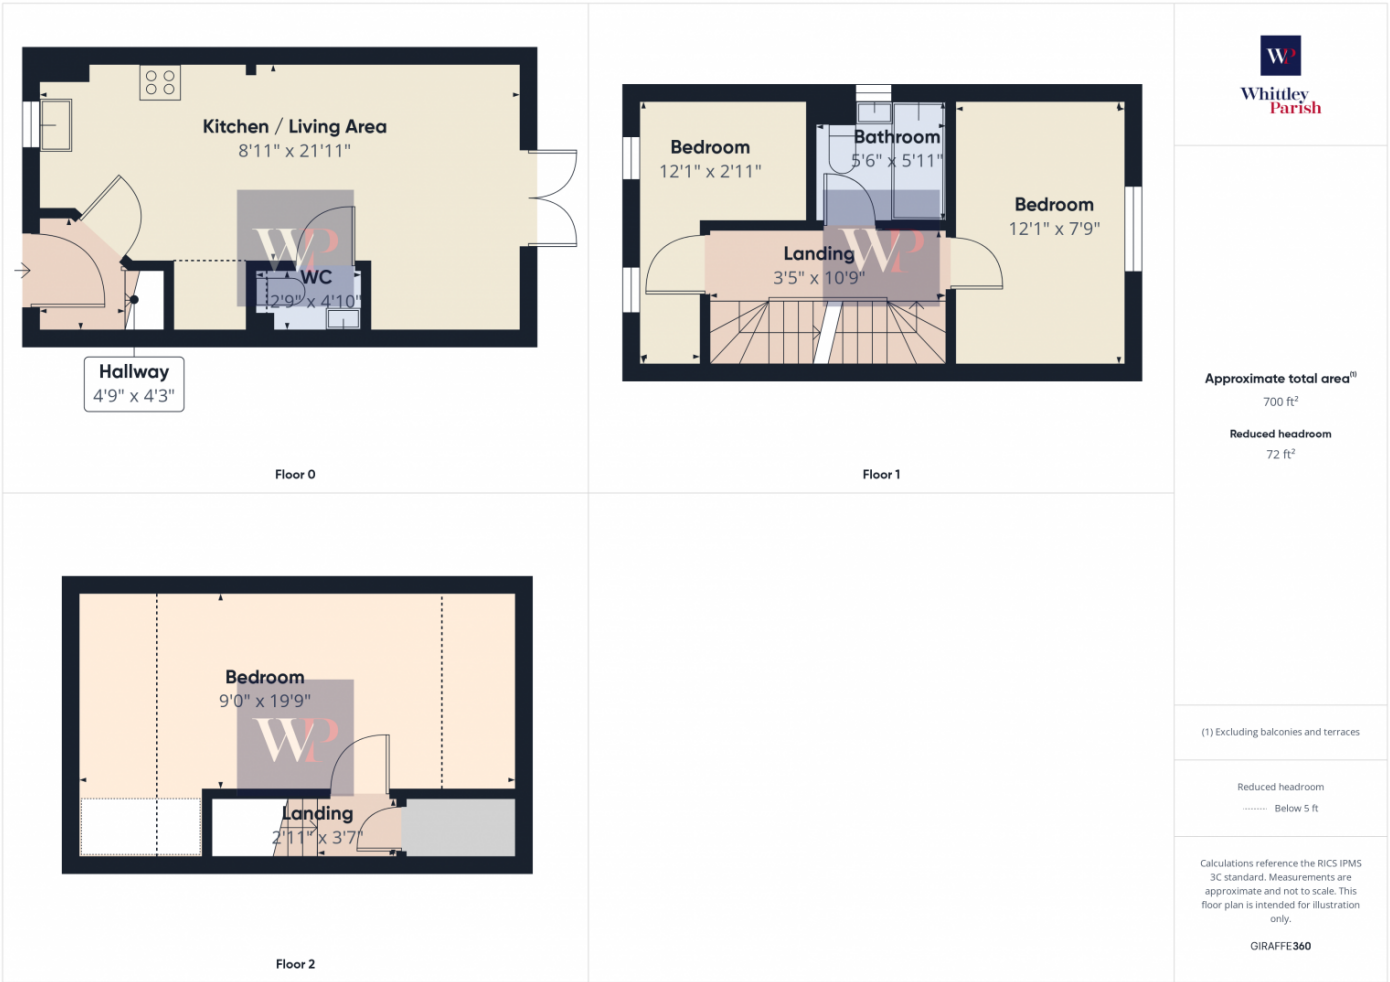 Kitchen / Living Area
8'11" x 21'11"
WP
WC
2'9" x 4'10"
Hallway
4'9" x 4'3"
Floor 0
Bedroom
12'1" x 2'11"
Bathroom
5'6" x 5'11"
Bedroom
12'1" x 7'9"
Landing
3'5" x 10'9"
WP
Floor 1
Bedroom
9'0" x 19'9"
WP
Landing
2'11" x 3'7"
Floor 2
WP
Whittley
Parish
Approximate total area(1)
700 ft²
Reduced headroom
72 ft²
(1) Excluding balconies and terraces
Reduced headroom
Below 5 ft
Calculations reference the RICS IPMS
3C standard. Measurements are
approximate and not to scale. This
floor plan is intended for illustration
only.
GIRAFFE360